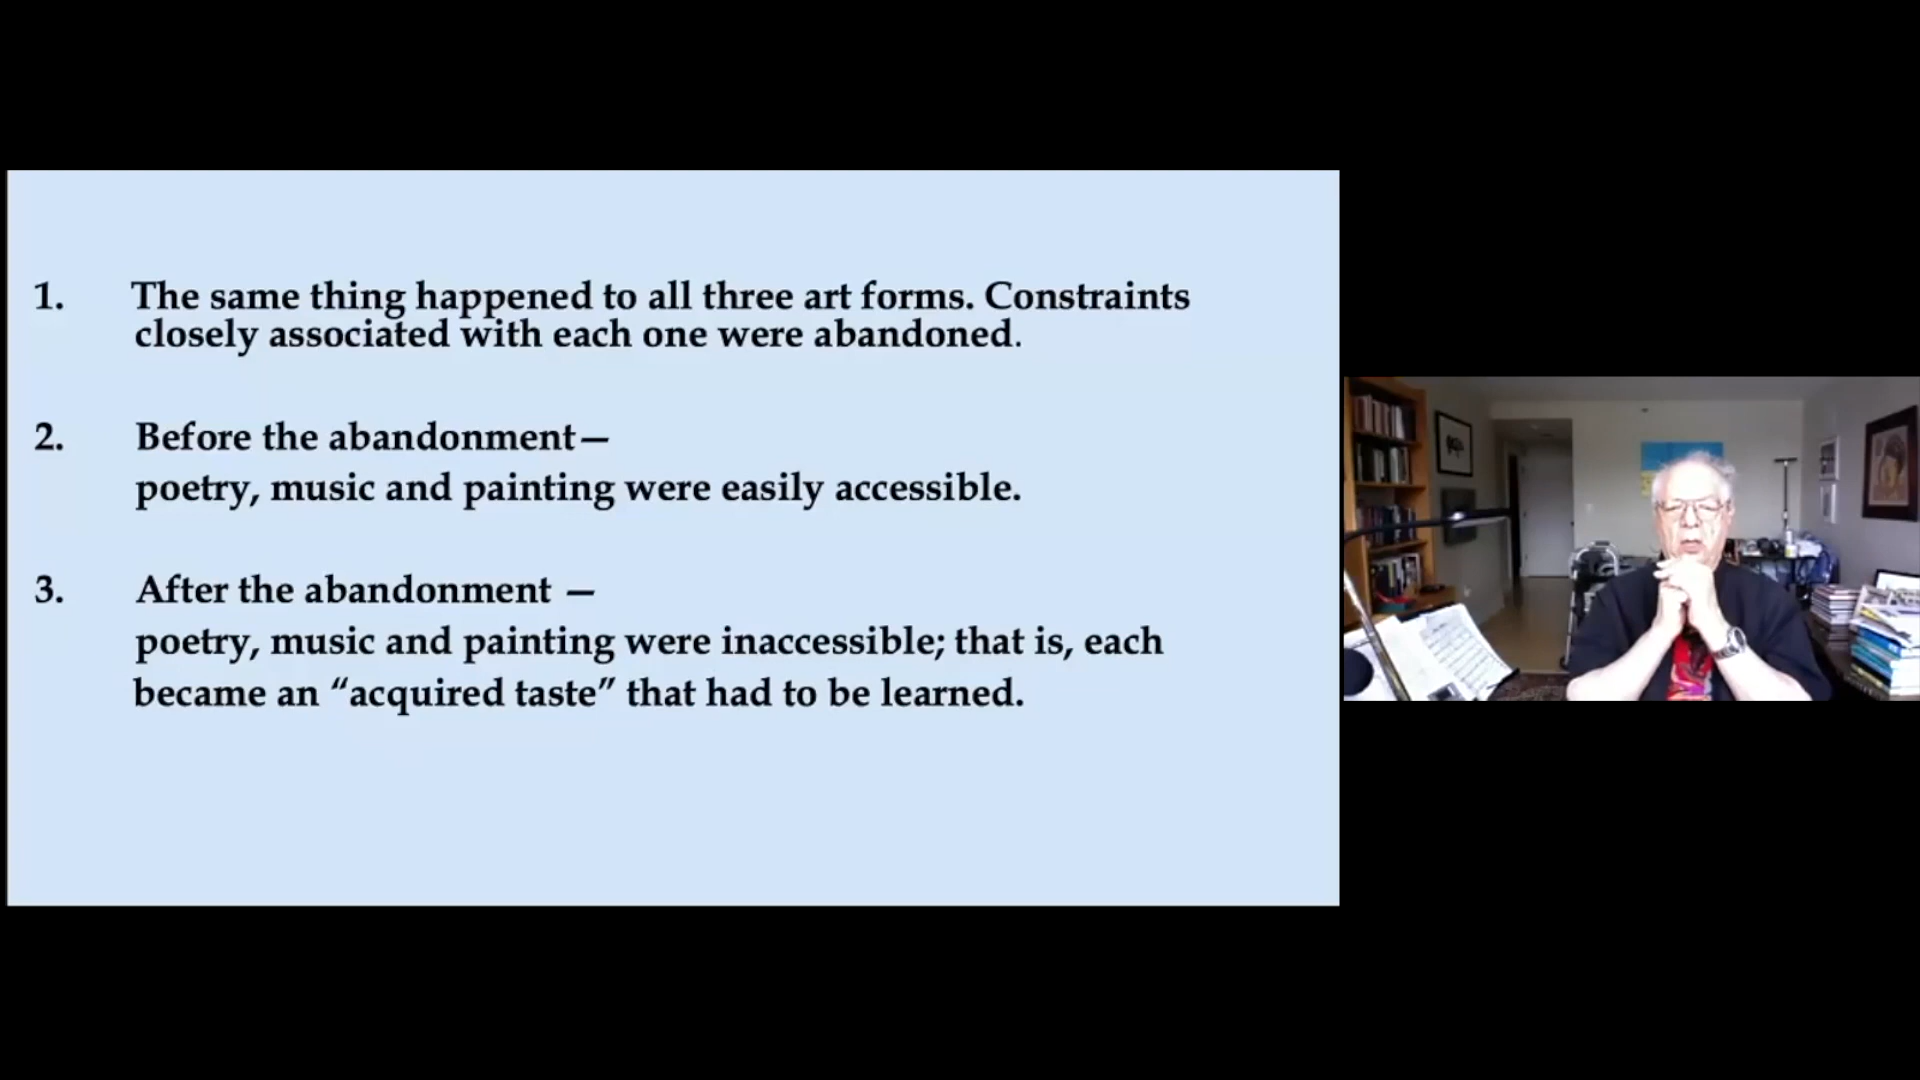 1. The same thing happened to all three art forms. Constraints
closely associated with each one were abandoned.
2. Before the abandonment—
poetry, music and painting were easily accessible.
3. After the abandonment —
poetry, music and painting were inaccessible; that is, each
became an “acquired taste” that had to be learned.